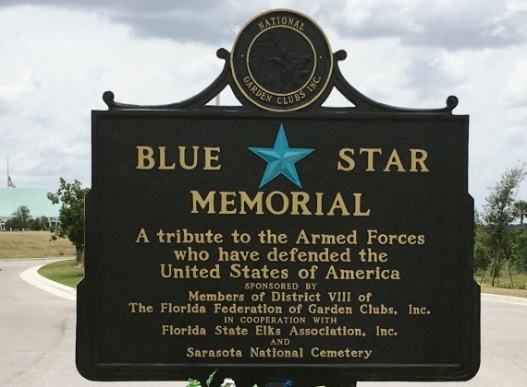 NATIONAL
GARDEN CLUBS INC.
BLUE STAR
MEMORIAL
A tribute to the Armed Forces
who have defended the
United States of America
SPONSORED BY
Members of District VIII of
The Florida Federation of Garden Clubs, Inc.
IN COOPERATION WITH
Florida State Elks Association, Inc.
AND
Sarasota National Cemetery